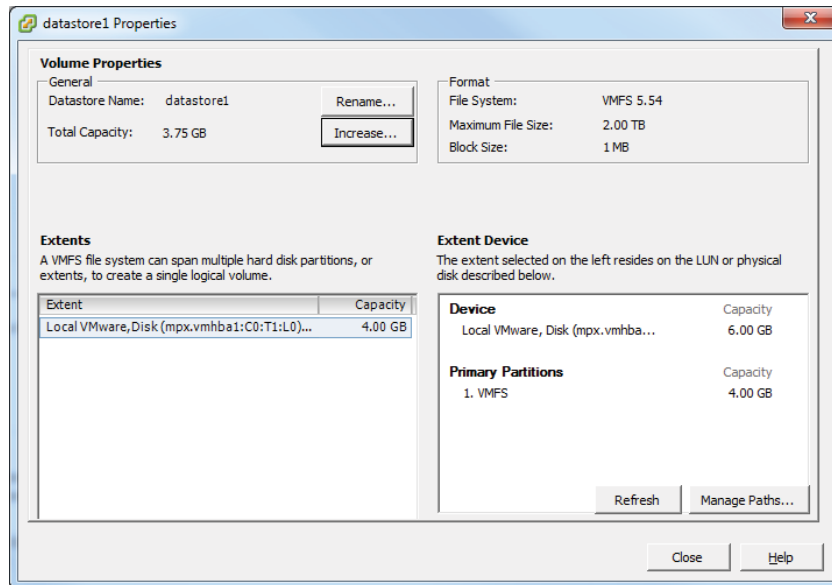 datastore1 Properties
Volume Properties
General
Datastore Name: datastore1
Rename...
Total Capacity: 3.75 GB
Increase...
Format
File System: VMFS 5.54
Maximum File Size: 2.00 TB
Block Size: 1 MB
Extents
A VMFS file system can span multiple hard disk partitions, or
extents, to create a single logical volume.
Extent Capacity
Local VMware,Disk (mpx.vmhba1:C0:T1:L0)... 4.00 GB
Extent Device
The extent selected on the left resides on the LUN or physical
disk described below.
Device Capacity
Local VMware, Disk (mpx.vmhba... 6.00 GB
Primary Partitions Capacity
1. VMFS 4.00 GB
Refresh Manage Paths...
Close Help